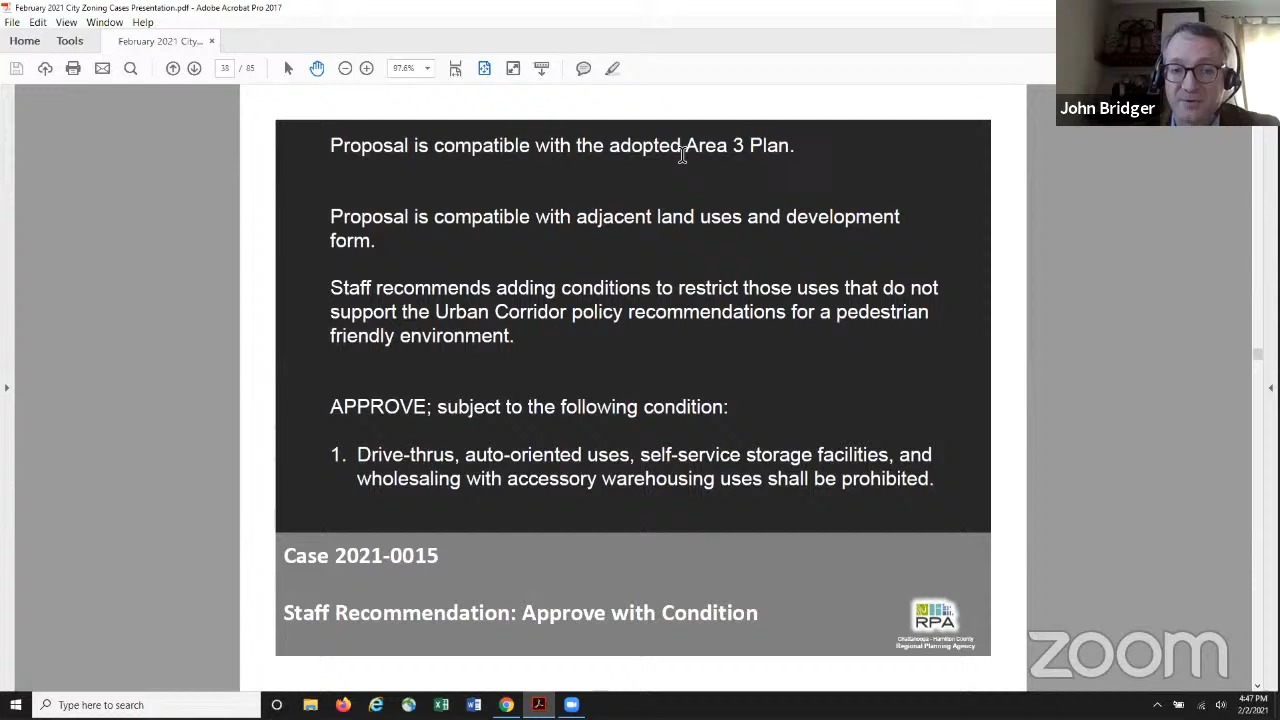 February 2021 City Zoning Cases Presentation.pdf - Adobe Acrobat Pro 2017
File Edit View Window Help
Home Tools February 2021 City... ×
38 / 85 97.6%
John Bridger
Proposal is compatible with the adopted Area 3 Plan.
Proposal is compatible with adjacent land uses and development
form.
Staff recommends adding conditions to restrict those uses that do not
support the Urban Corridor policy recommendations for a pedestrian
friendly environment.
APPROVE; subject to the following condition:
1. Drive-thrus, auto-oriented uses, self-service storage facilities, and
wholesaling with accessory warehousing uses shall be prohibited.
Case 2021-0015
Staff Recommendation: Approve with Condition
RPA
Chattanooga - Hamilton County
Regional Planning Agency
zoom
Type here to search
4:47 PM
2/2/2021